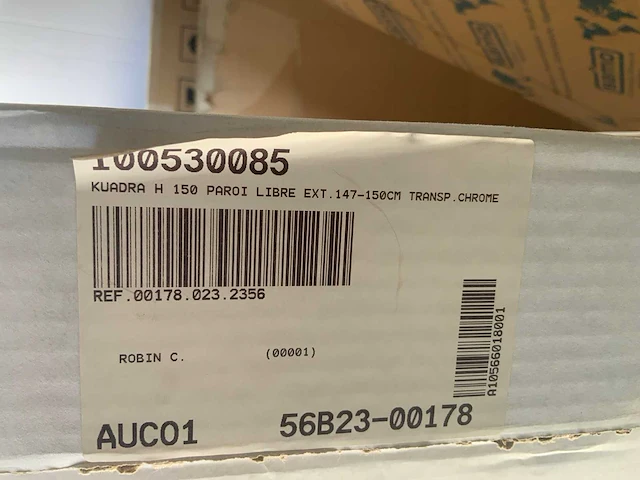 100530085
KUADRA H 150 PAROI LIBRE EXT.147-150CM TRANSP.CHROME
REF.00178.023.2356
ROBIN C. (00001)
A10566018001
AUC01 56B23-00178